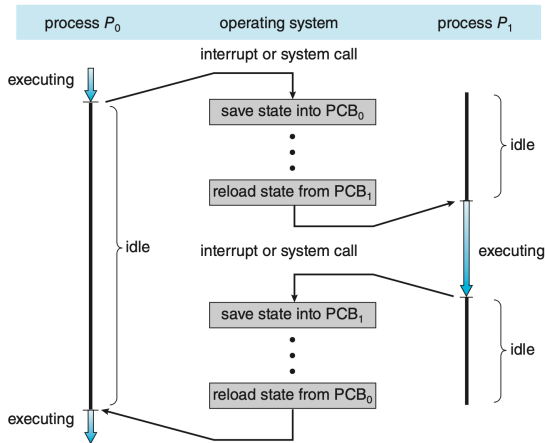 process P₀ operating system process P₁
interrupt or system call
executing
save state into PCB₀
idle
reload state from PCB₁
idle
interrupt or system call
executing
save state into PCB₁
idle
reload state from PCB₀
executing